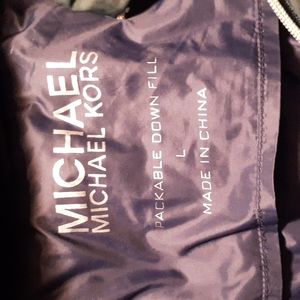 MICHAEL
MICHAEL KORS
PACKABLE DOWN FILL
L
MADE IN CHINA